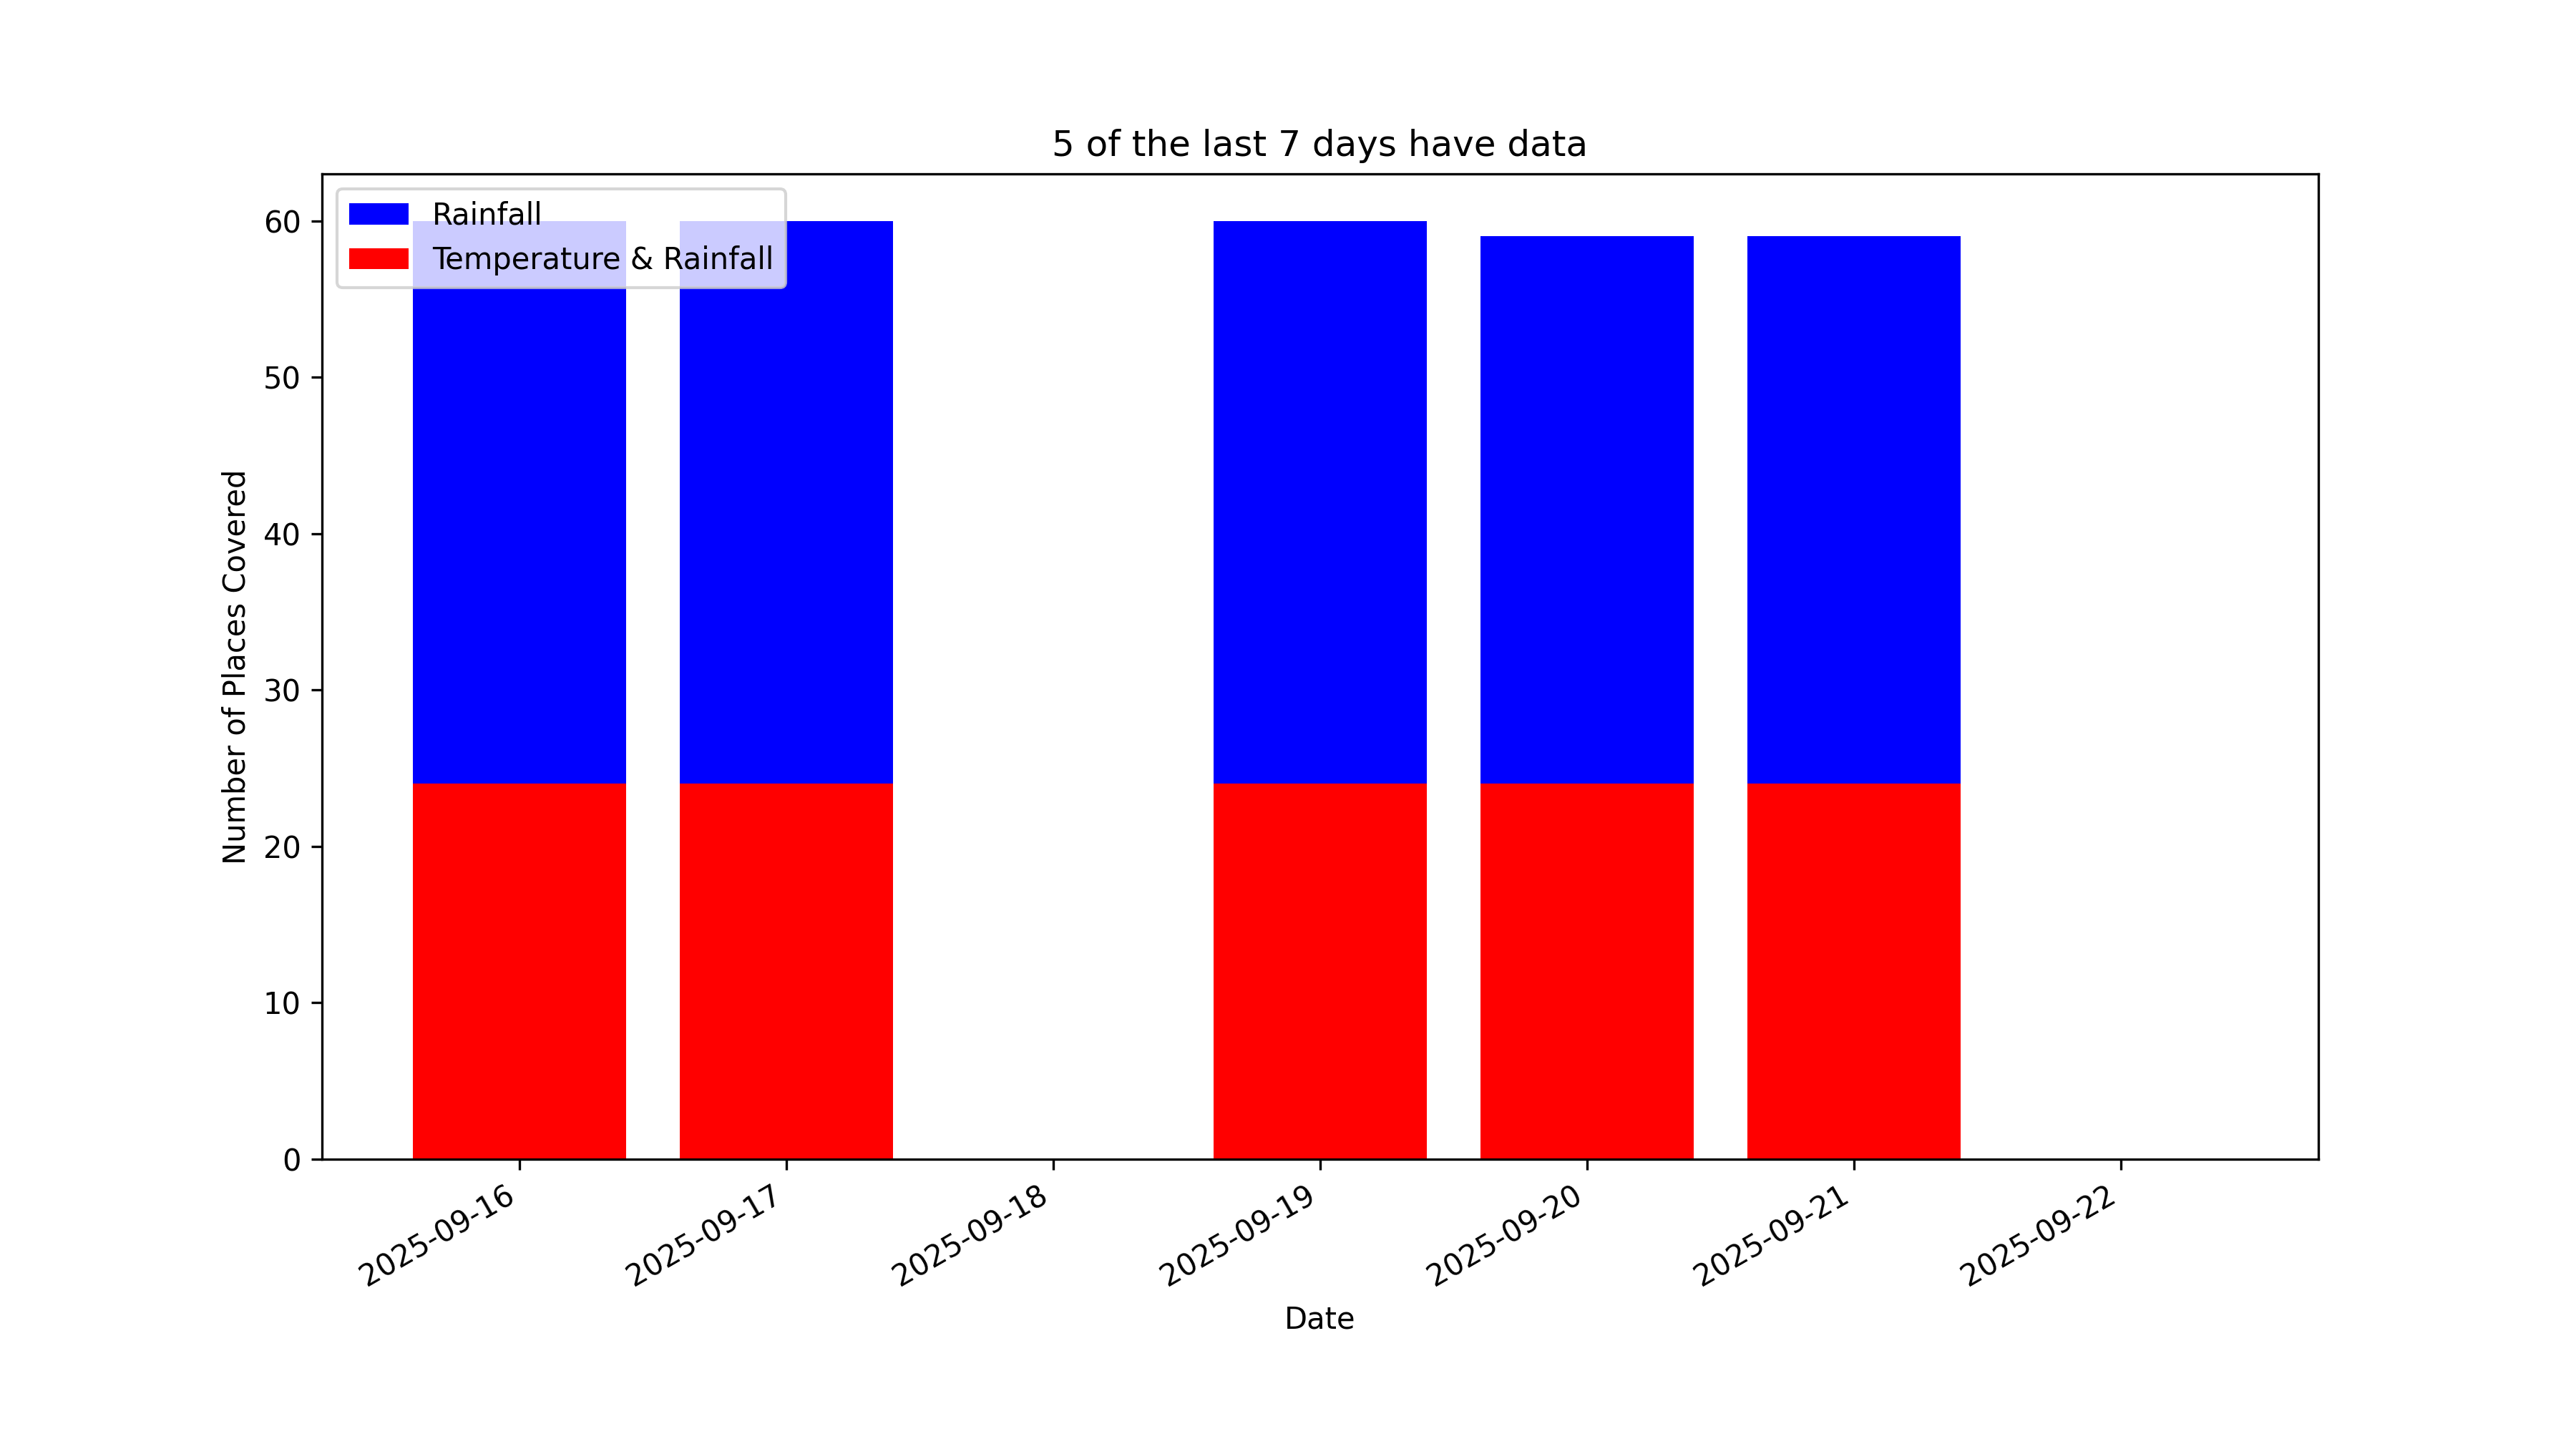 5 of the last 7 days have data
Rainfall
Temperature & Rainfall
Number of Places Covered
60
50
40
30
20
10
0
2025-09-16
2025-09-17
2025-09-18
2025-09-19
2025-09-20
2025-09-21
2025-09-22
Date